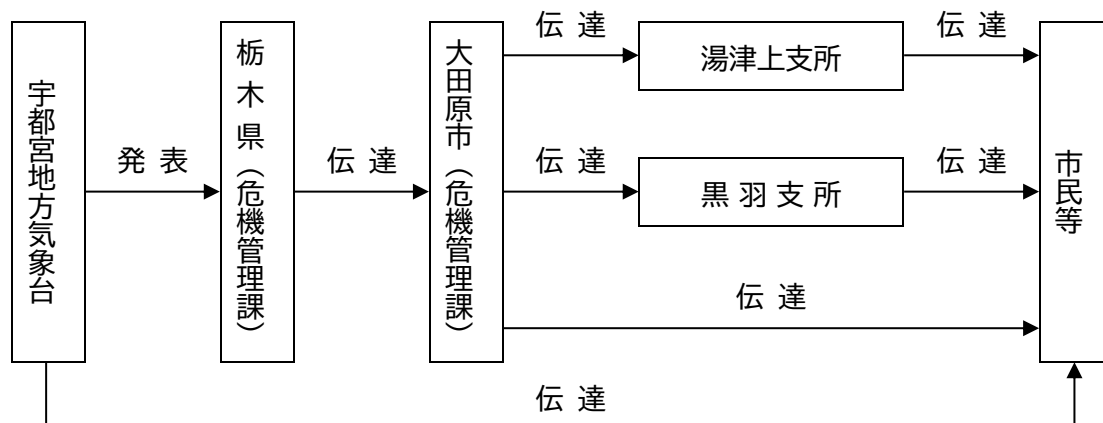 宇都宮地方気象台
発 表
栃木県（危機管理課）
伝 達
大田原市（危機管理課）
伝 達
湯津上支所
伝 達
伝 達
黒 羽 支 所
伝 達
伝 達
市民等
伝 達